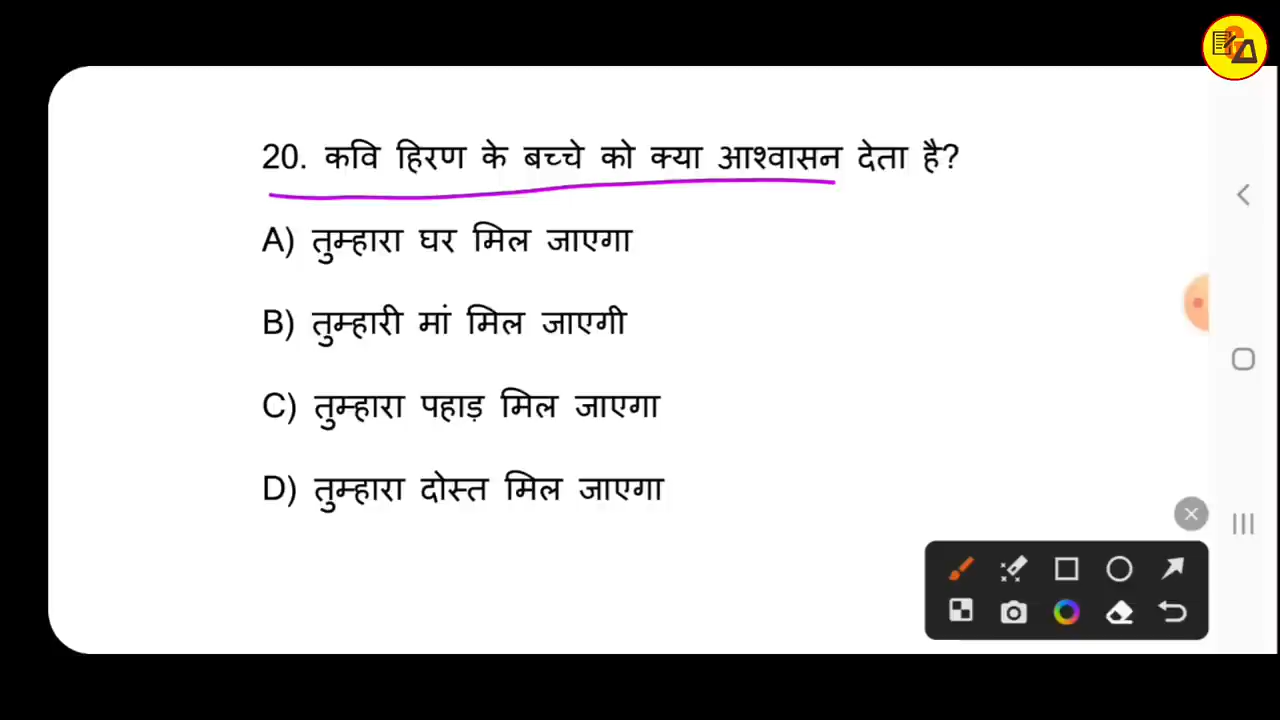 20. कवि हिरण के बच्चे को क्या आश्वासन देता है?
A) तुम्हारा घर मिल जाएगा
B) तुम्हारी मां मिल जाएगी
C) तुम्हारा पहाड़ मिल जाएगा
D) तुम्हारा दोस्त मिल जाएगा